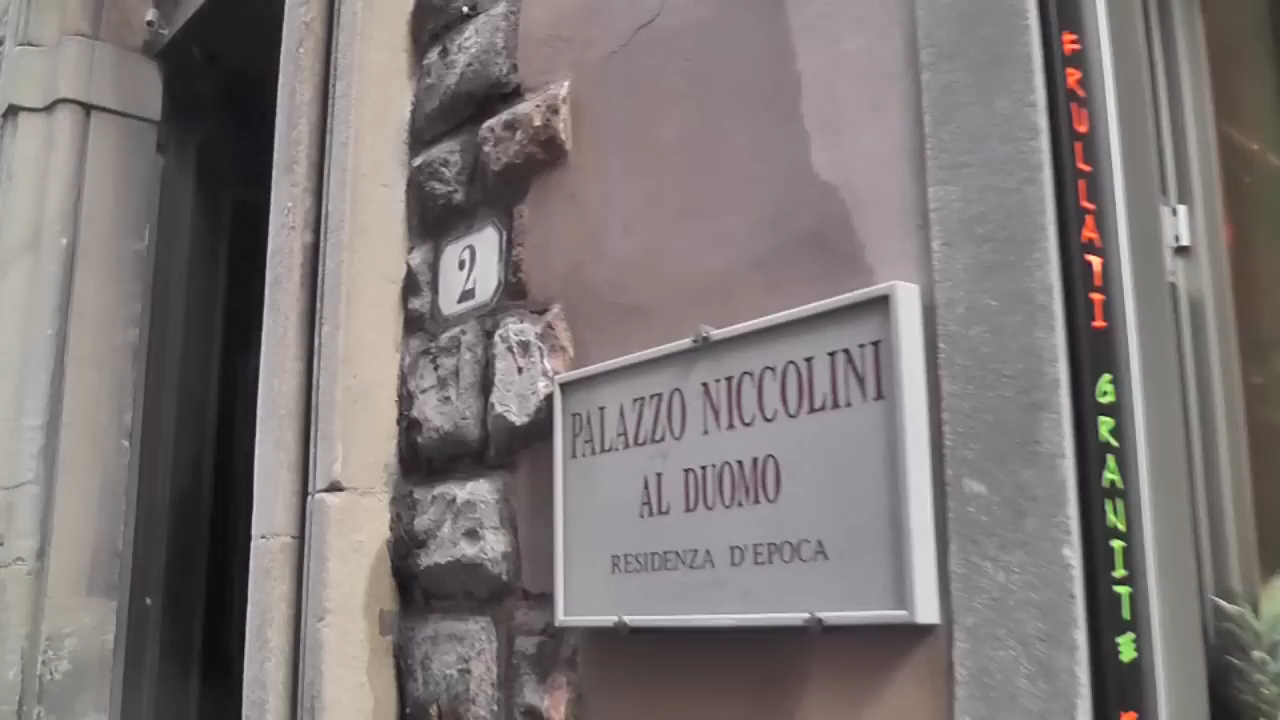 2
PALAZZO NICCOLINI
AL DUOMO
RESIDENZA D'EPOCA
FRULLATI
GRANITE